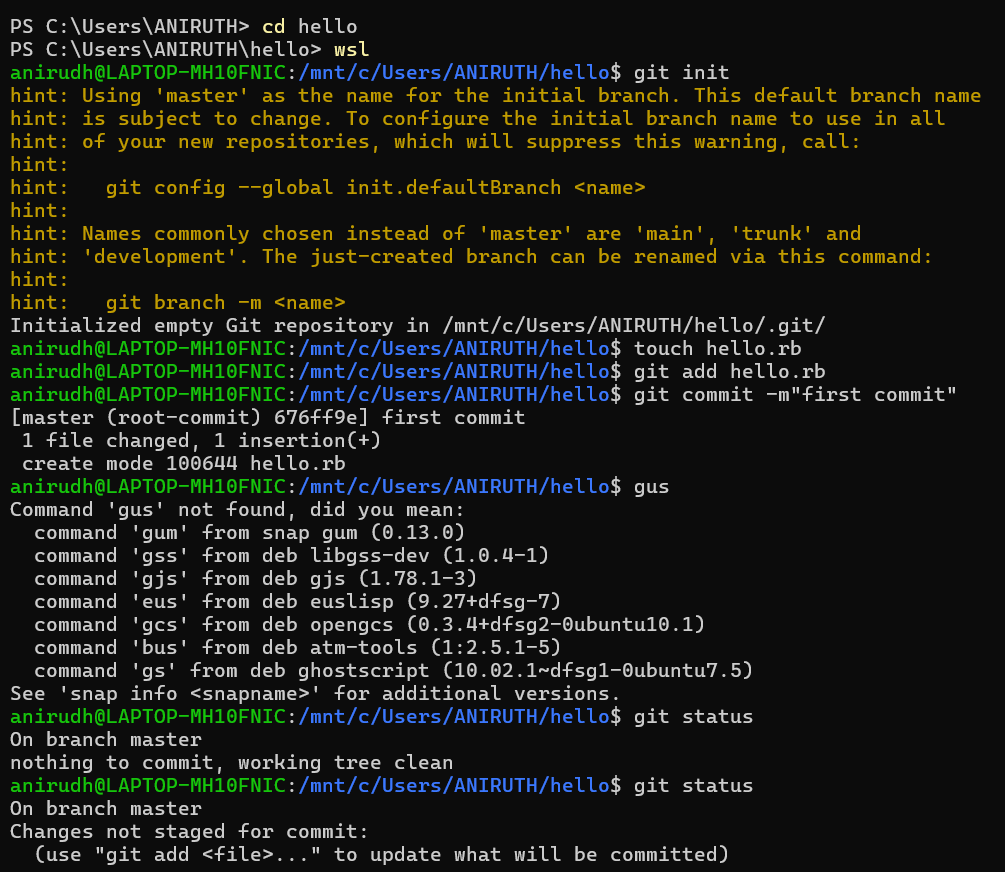 PS C:\Users\ANIRUTH> cd hello
PS C:\Users\ANIRUTH\hello> wsl
anirudh@LAPTOP-MH10FNIC:/mnt/c/Users/ANIRUTH/hello$ git init
hint: Using 'master' as the name for the initial branch. This default branch name
hint: is subject to change. To configure the initial branch name to use in all
hint: of your new repositories, which will suppress this warning, call:
hint:
hint:   git config --global init.defaultBranch <name>
hint:
hint: Names commonly chosen instead of 'master' are 'main', 'trunk' and
hint: 'development'. The just-created branch can be renamed via this command:
hint:
hint:   git branch -m <name>
Initialized empty Git repository in /mnt/c/Users/ANIRUTH/hello/.git/
anirudh@LAPTOP-MH10FNIC:/mnt/c/Users/ANIRUTH/hello$ touch hello.rb
anirudh@LAPTOP-MH10FNIC:/mnt/c/Users/ANIRUTH/hello$ git add hello.rb
anirudh@LAPTOP-MH10FNIC:/mnt/c/Users/ANIRUTH/hello$ git commit -m"first commit"
[master (root-commit) 676ff9e] first commit
 1 file changed, 1 insertion(+)
 create mode 100644 hello.rb
anirudh@LAPTOP-MH10FNIC:/mnt/c/Users/ANIRUTH/hello$ gus
Command 'gus' not found, did you mean:
  command 'gum' from snap gum (0.13.0)
  command 'gss' from deb libgss-dev (1.0.4-1)
  command 'gjs' from deb gjs (1.78.1-3)
  command 'eus' from deb euslisp (9.27+dfsg-7)
  command 'gcs' from deb opengcs (0.3.4+dfsg2-0ubuntu10.1)
  command 'bus' from deb atm-tools (1:2.5.1-5)
  command 'gs' from deb ghostscript (10.02.1~dfsg1-0ubuntu7.5)
See 'snap info <snapname>' for additional versions.
anirudh@LAPTOP-MH10FNIC:/mnt/c/Users/ANIRUTH/hello$ git status
On branch master
nothing to commit, working tree clean
anirudh@LAPTOP-MH10FNIC:/mnt/c/Users/ANIRUTH/hello$ git status
On branch master
Changes not staged for commit:
  (use "git add <file>..." to update what will be committed)